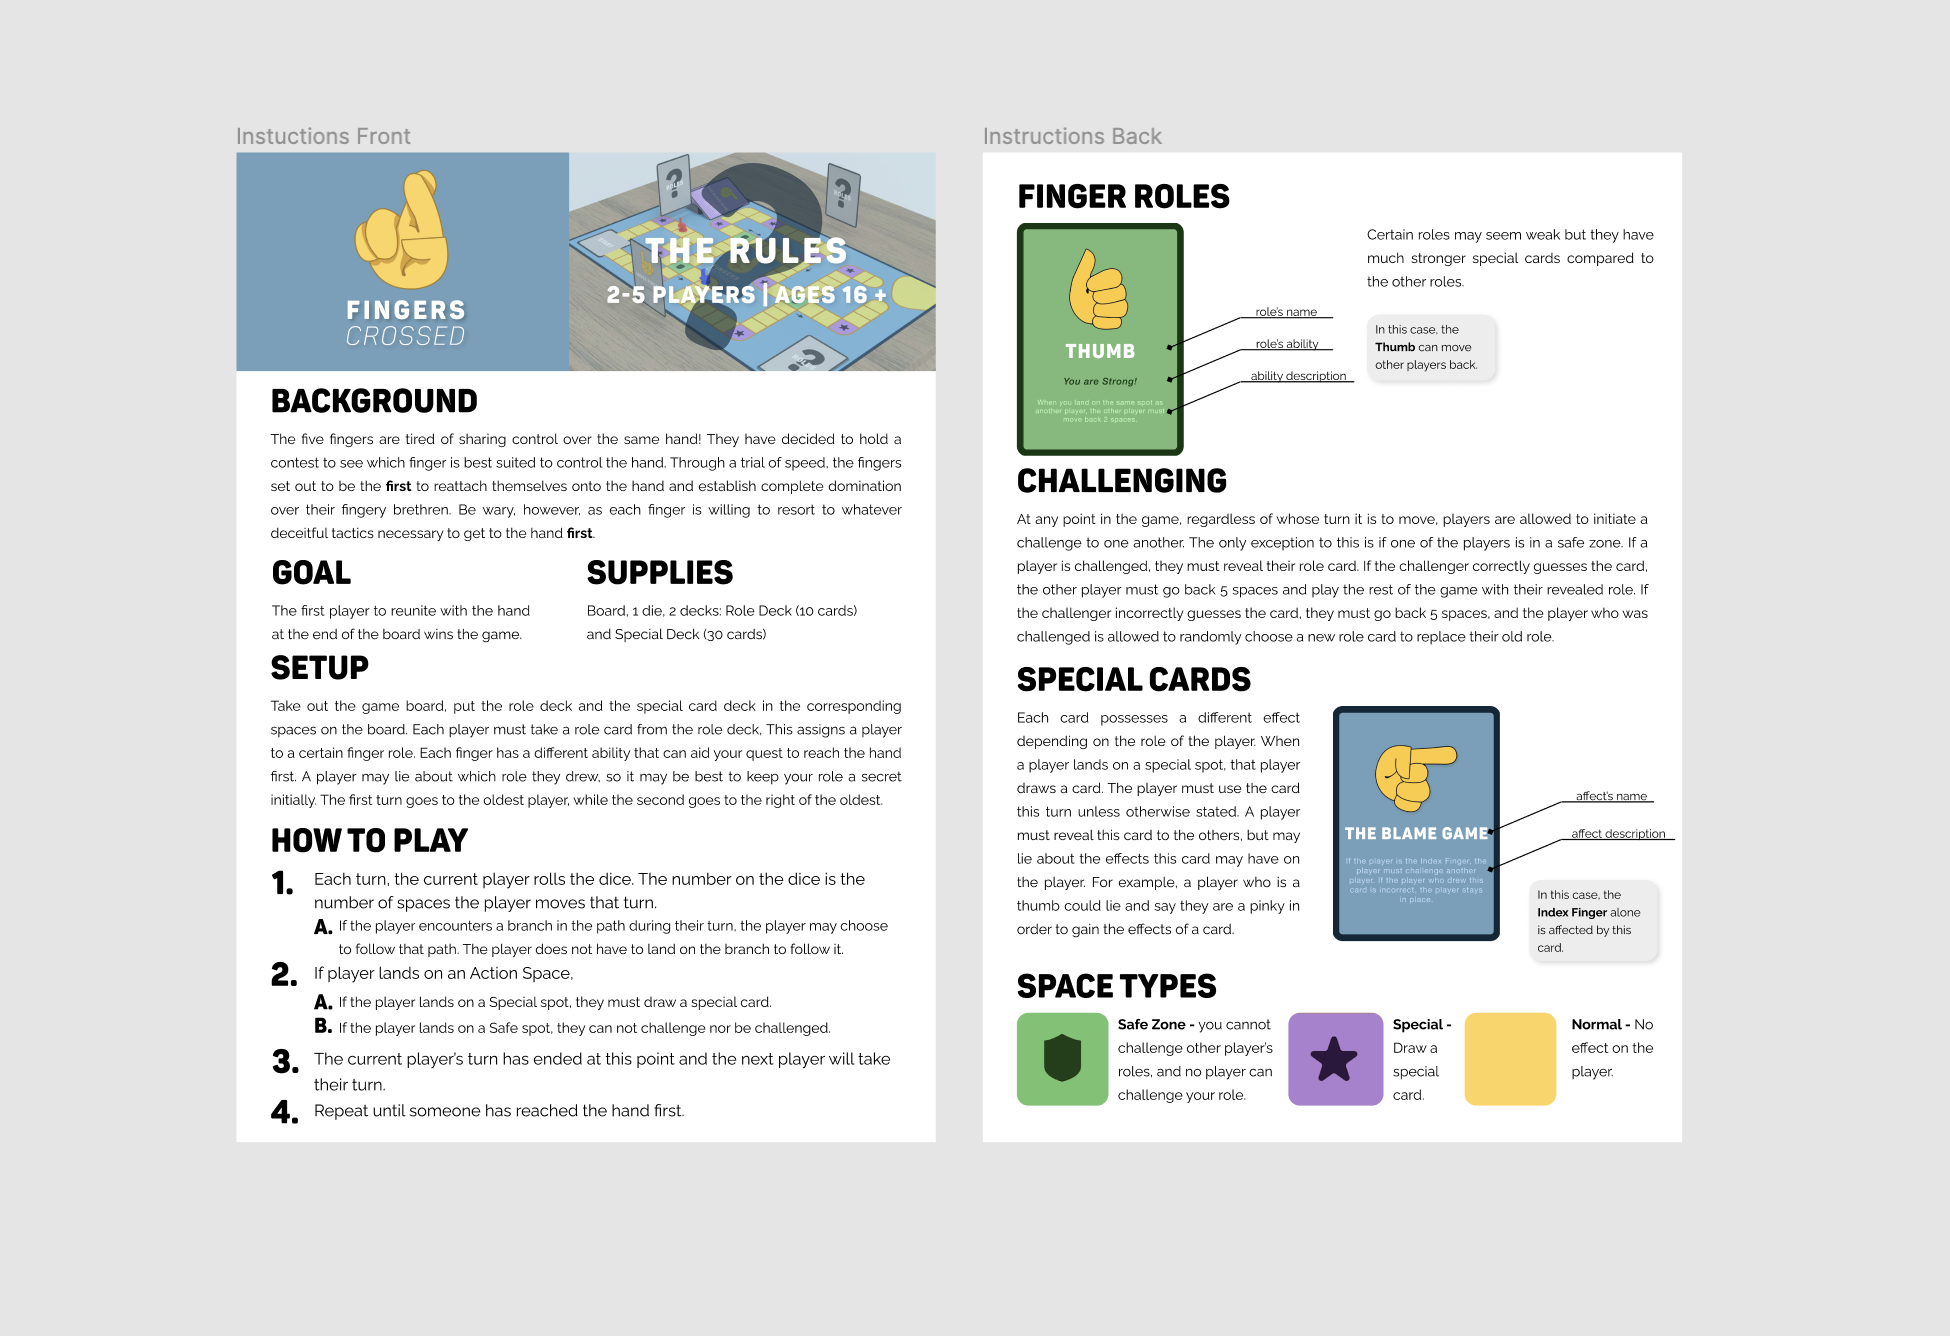 Instuctions Front
FINGERS
CROSSED
THE RULES
2-5 PLAYERS | AGES 16 +
BACKGROUND
The five fingers are tired of sharing control over the same hand! They have decided to hold a
contest to see which finger is best suited to control the hand. Through a trial of speed, the fingers
set out to be the first to reattach themselves onto the hand and establish complete domination
over their fingery brethren. Be wary, however, as each finger is willing to resort to whatever
deceitful tactics necessary to get to the hand first.
GOAL
The first player to reunite with the hand
at the end of the board wins the game.
SUPPLIES
Board, 1 die, 2 decks: Role Deck (10 cards)
and Special Deck (30 cards)
SETUP
Take out the game board, put the role deck and the special card deck in the corresponding
spaces on the board. Each player must take a role card from the role deck, This assigns a player
to a certain finger role. Each finger has a different ability that can aid your quest to reach the hand
first. A player may lie about which role they drew, so it may be best to keep your role a secret
initially. The first turn goes to the oldest player, while the second goes to the right of the oldest.
HOW TO PLAY
1. Each turn, the current player rolls the dice. The number on the dice is the
number of spaces the player moves that turn.
A. If the player encounters a branch in the path during their turn, the player may choose
to follow that path. The player does not have to land on the branch to follow it.
2. If player lands on an Action Space,
A. If the player lands on a Special spot, they must draw a special card.
B. If the player lands on a Safe spot, they can not challenge nor be challenged.
3. The current player's turn has ended at this point and the next player will take
their turn.
4. Repeat until someone has reached the hand first.
Instructions Back
FINGER ROLES
THUMB
You are Strong!
When you land on the same spot as
another player, the other player must
move back 2 spaces.
role's name
role's ability
ability description
Certain roles may seem weak but they have
much stronger special cards compared to
the other roles.
In this case, the
Thumb can move
other players back.
CHALLENGING
At any point in the game, regardless of whose turn it is to move, players are allowed to initiate a
challenge to one another. The only exception to this is if one of the players is in a safe zone. If a
player is challenged, they must reveal their role card. If the challenger correctly guesses the card,
the other player must go back 5 spaces and play the rest of the game with their revealed role. If
the challenger incorrectly guesses the card, they must go back 5 spaces, and the player who was
challenged is allowed to randomly choose a new role card to replace their old role.
SPECIAL CARDS
Each card possesses a different effect
depending on the role of the player. When
a player lands on a special spot, that player
draws a card. The player must use the card
this turn unless otherwise stated. A player
must reveal this card to the others, but may
lie about the effects this card may have on
the player. For example, a player who is a
thumb could lie and say they are a pinky in
order to gain the effects of a card.
THE BLAME GAME
If the player is the Index Finger, the
player must challenge another
player. If the player who drew this
card is incorrect, the player stays
in place.
affect's name
affect description
In this case, the
Index Finger alone
is affected by this
card.
SPACE TYPES
Safe Zone - you cannot
challenge other player's
roles, and no player can
challenge your role.
Special -
Draw a
special
card.
Normal - No
effect on the
player.